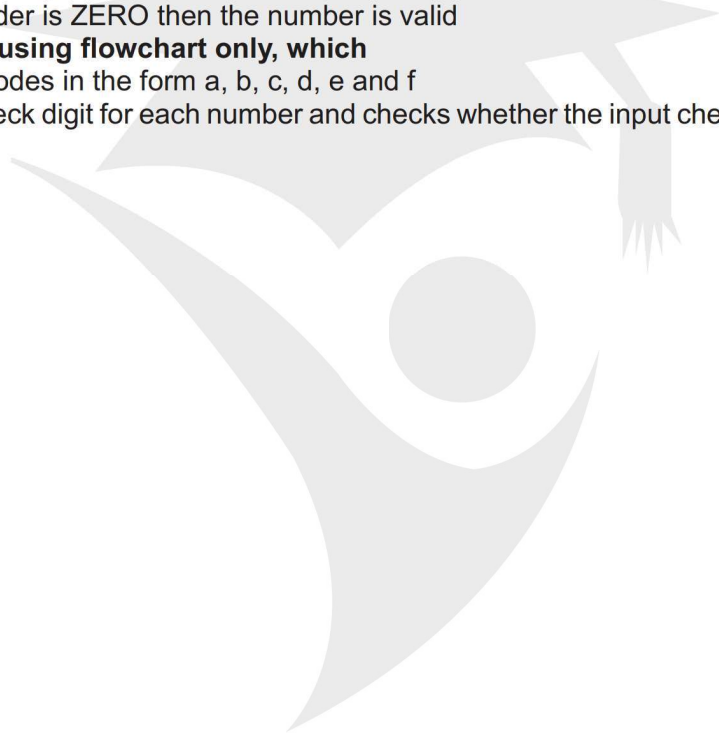 der is ZERO then the number is valid
using flowchart only, which
odes in the form a, b, c, d, e and f
eck digit for each number and checks whether the input che